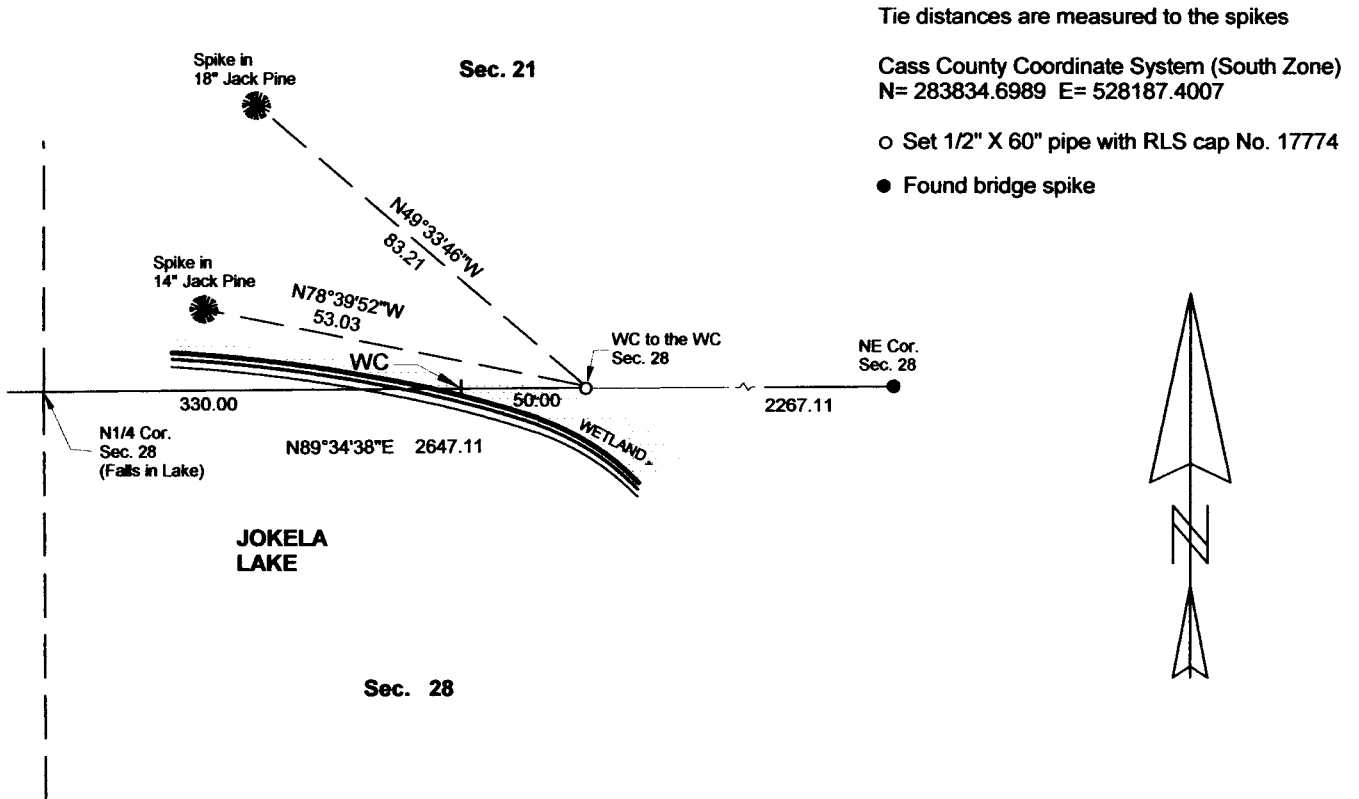 Tie distances are measured to the spikes
Cass County Coordinate System (South Zone)
N= 283834.6989 E= 528187.4007
Set 1/2" X 60" pipe with RLS cap No. 17774
Found bridge spike
Spike in
18" Jack Pine
Sec. 21
N49°33'46"W
83.21
Spike in
14" Jack Pine
N78°39'52"W
53.03
WC to the WC
Sec. 28
NE Cor.
Sec. 28
WC
330.00
50.00
2267.11
WETLAND
N1/4 Cor.
Sec. 28
(Falls in Lake)
N89°34'38"E 2647.11
JOKELA
LAKE
N
Sec. 28